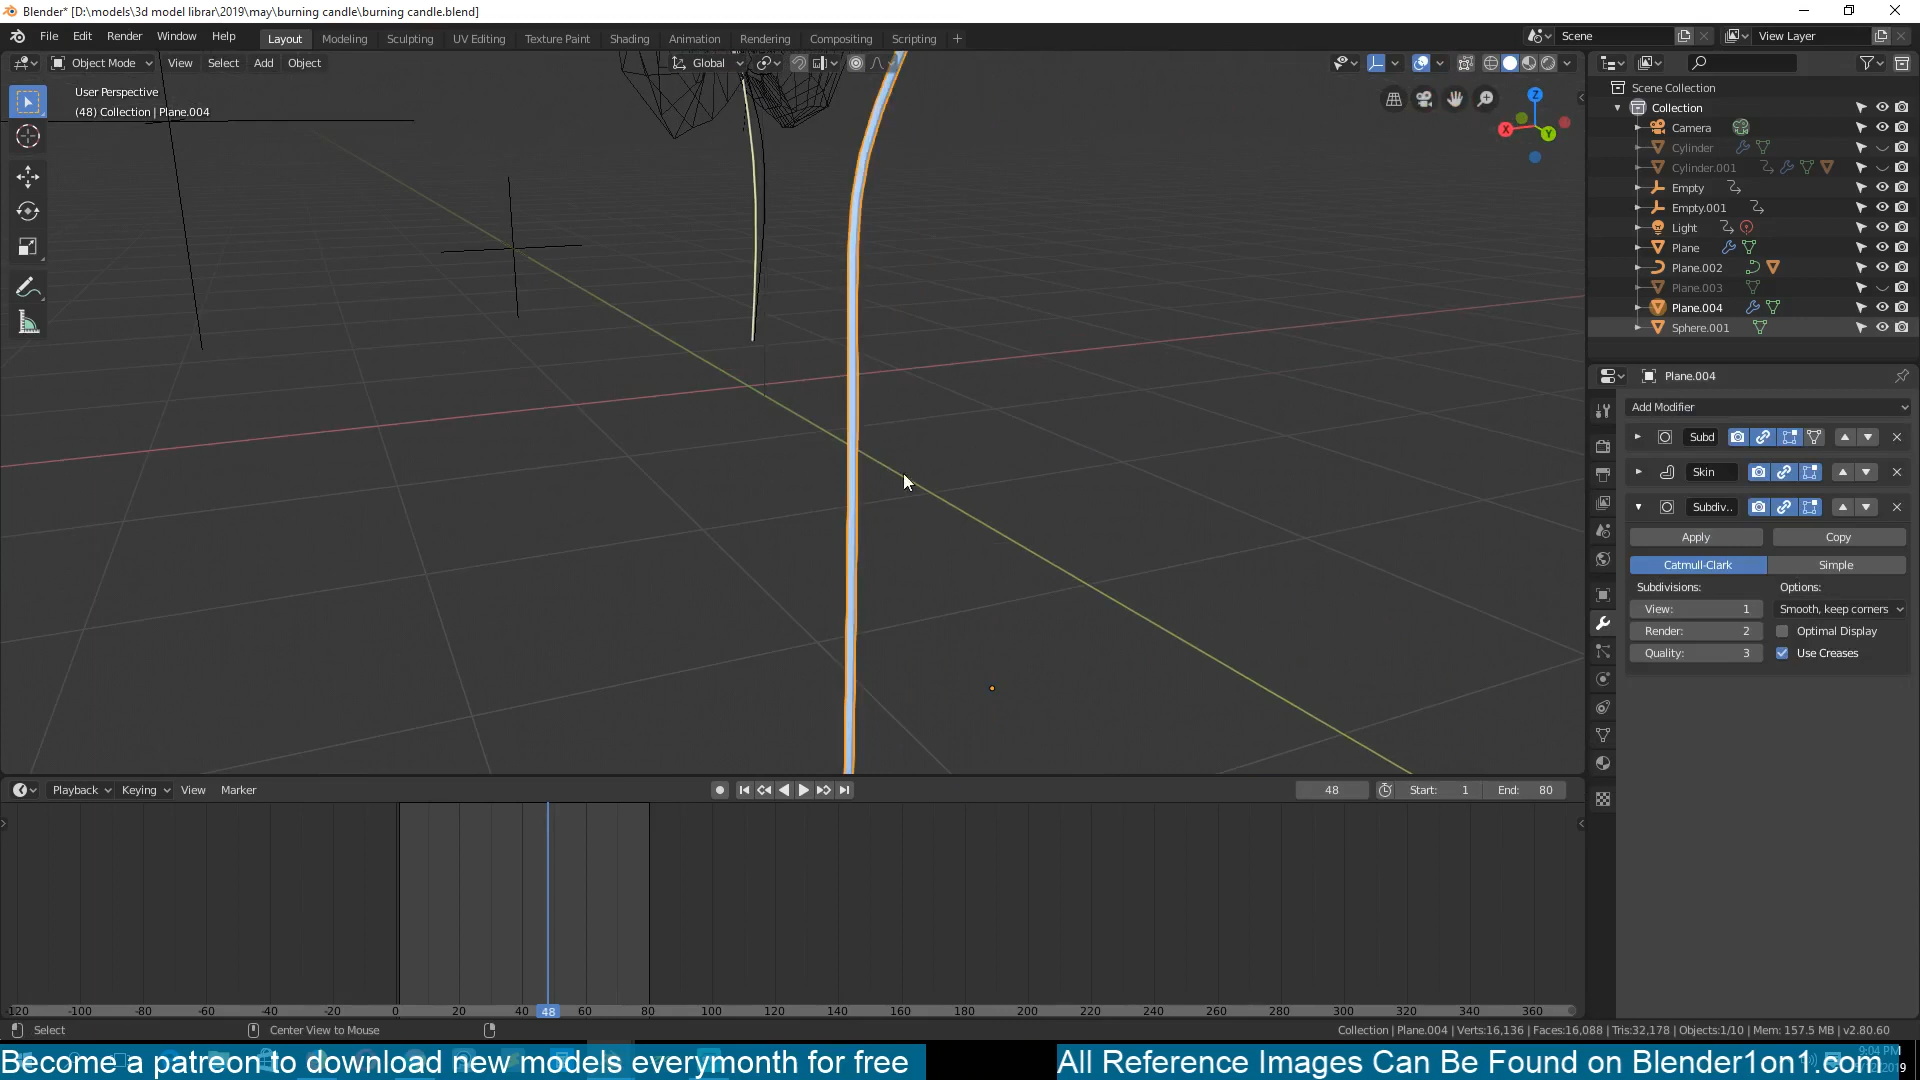 Blender* [D:\models\3d model librar\2019\may\burning candle\burning candle.blend]
File Edit Render Window Help Layout Modeling Sculpting UV Editing Texture Paint Shading Animation Rendering Compositing Scripting + Scene View Layer
Object Mode View Select Add Object Global
User Perspective
(48) Collection | Plane.004
Z
X
Y
Scene Collection
Collection
Camera
Cylinder
Cylinder.001
Empty
Empty.001
Light
Plane
Plane.002
Plane.003
Plane.004
Sphere.001
Plane.004
Add Modifier
Subd
Skin
Subdiv..
Apply Copy
Catmull-Clark Simple
Subdivisions: Options:
View: 1 Smooth, keep corners
Render: 2 Optimal Display
Quality: 3 Use Creases
Playback Keying View Marker 48 Start: 1 End: 80
-120 -100 -80 -60 -40 -20 0 20 40 48 60 80 100 120 140 160 180 200 220 240 260 280 300 320 340 360
Select Center View to Mouse Collection | Plane.004 | Verts:16,136 | Faces:16,088 | Tris:32,178 | Objects:1/10 | Mem: 157.5 MB | v2.80.60
9:04 PM
Become a patreon to download new models everymonth for free All Reference Images Can Be Found on Blender1on1.com